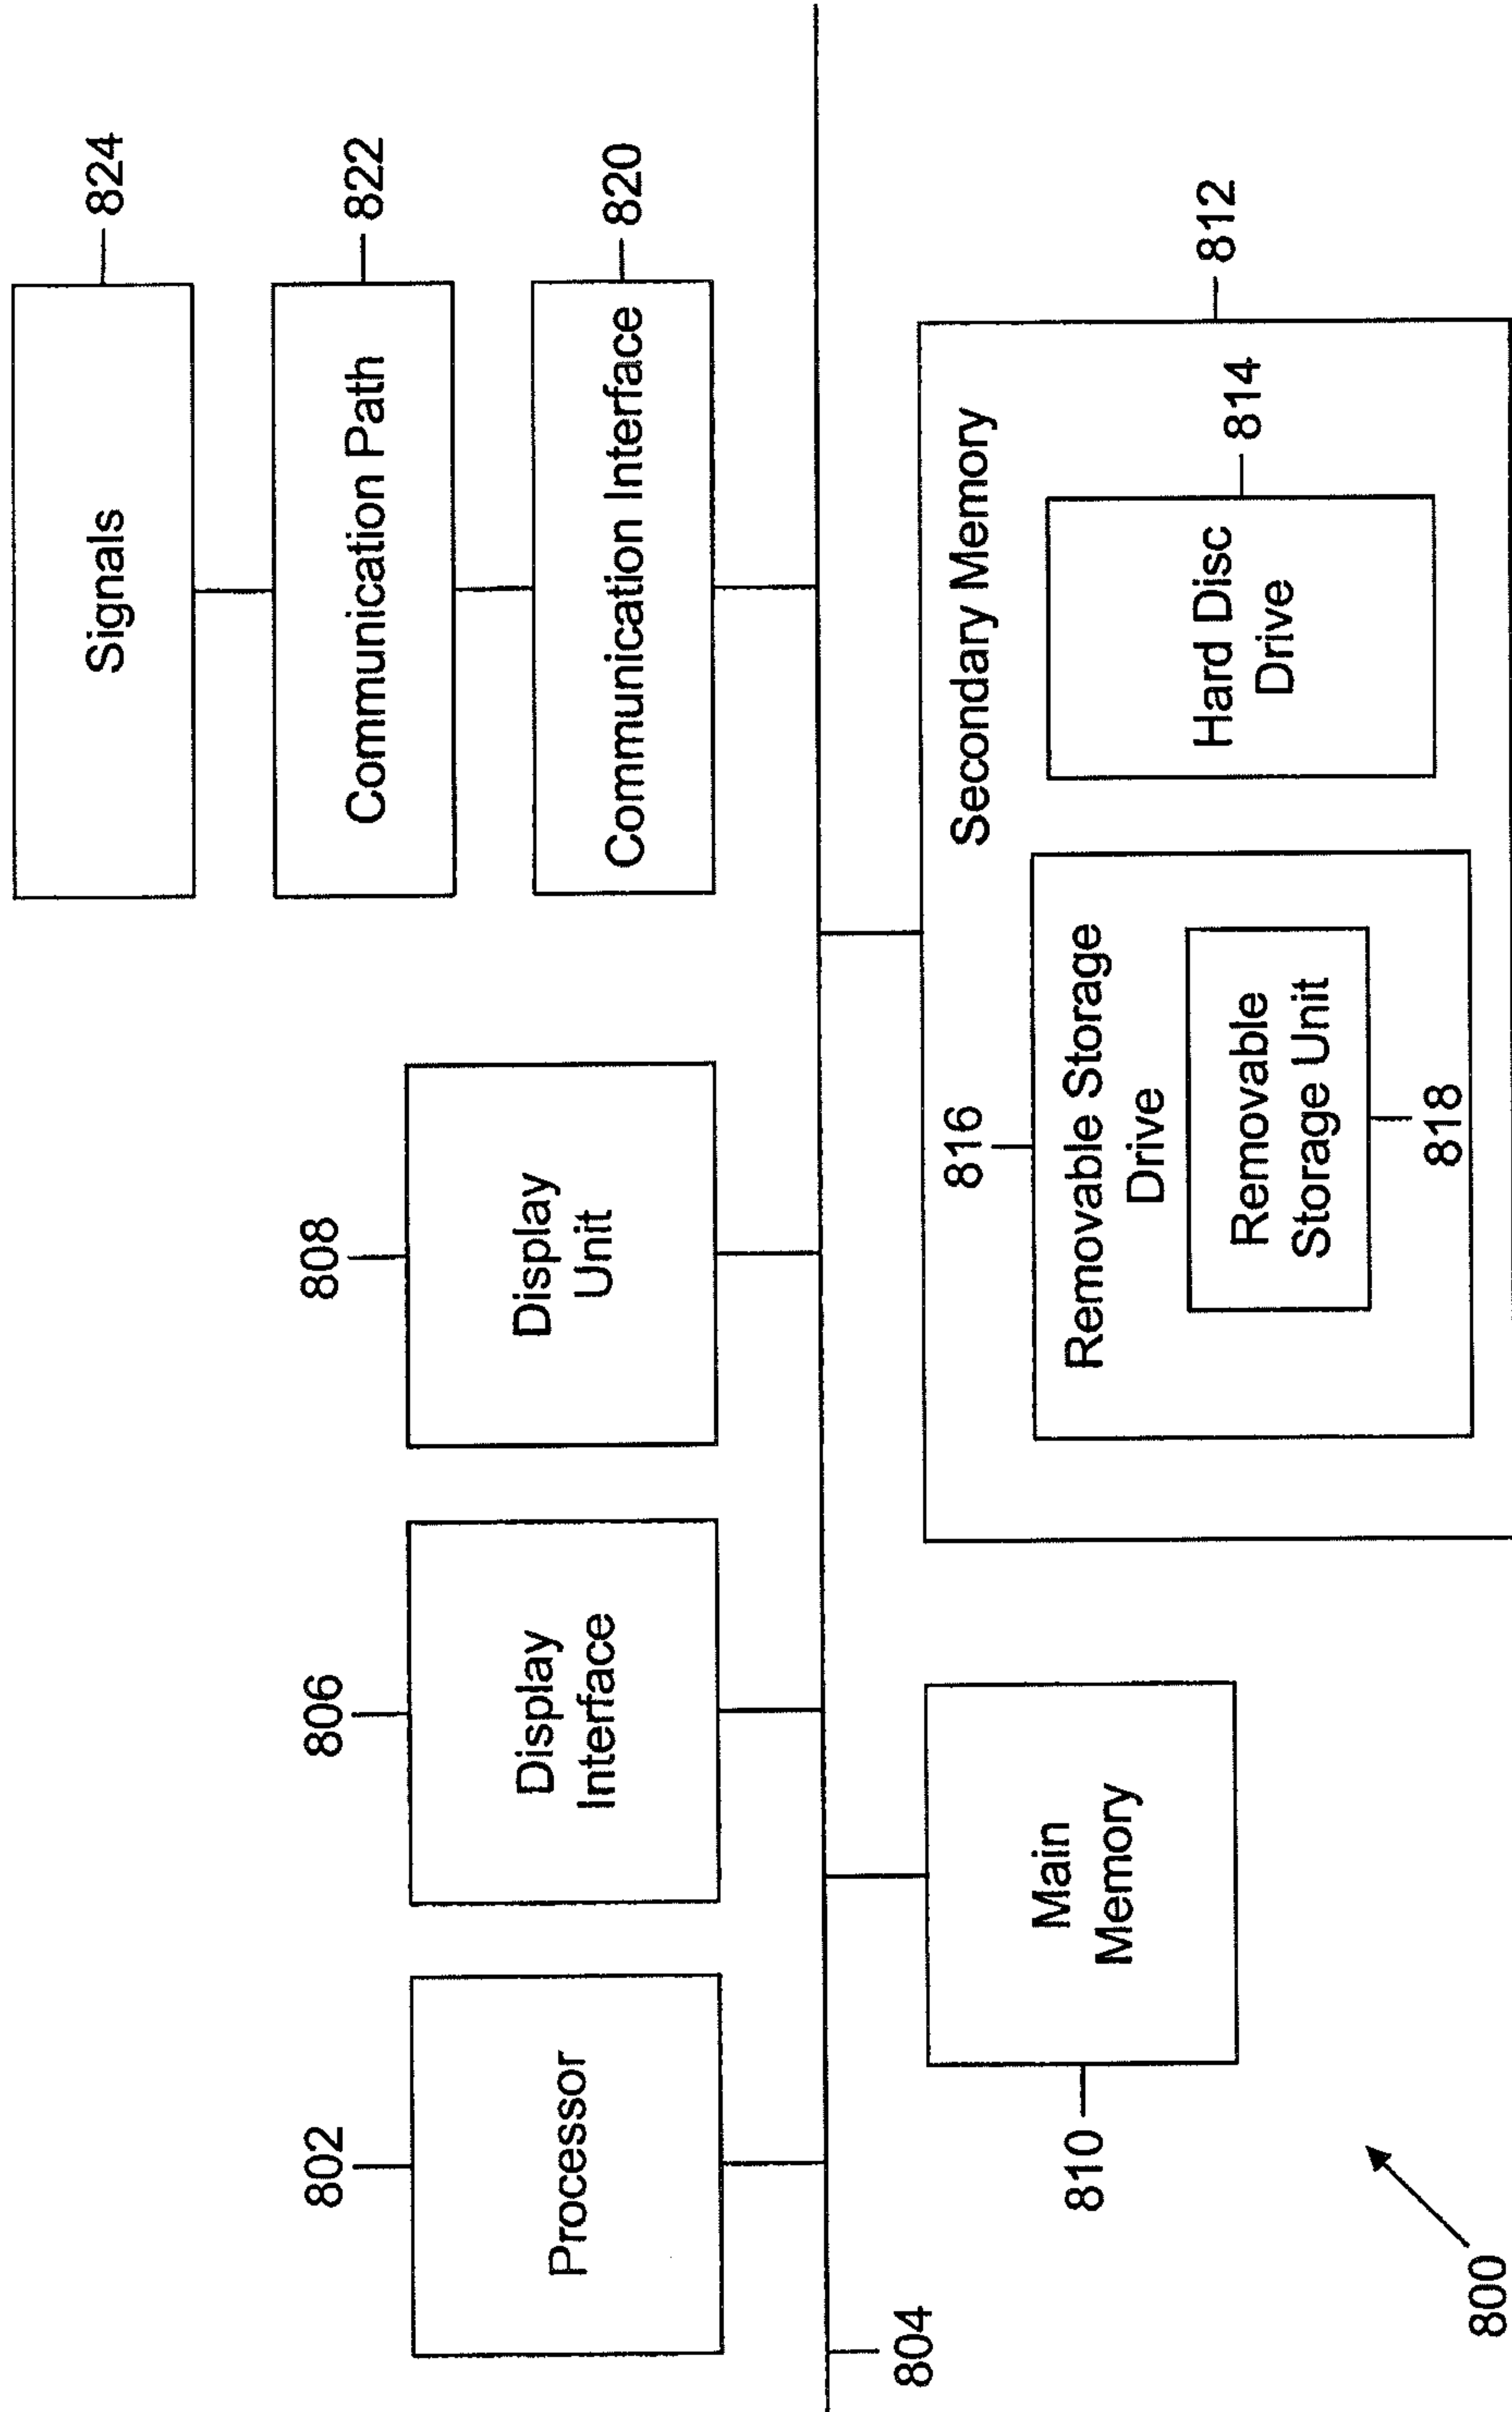 Signals
824
Communication Path
822
Communication Interface
820
808
Display
Unit
806
Display
Interface
802
Processor
804
Main
Memory
810
Secondary Memory
812
816
Removable Storage
Drive
Removable
Storage Unit
818
Hard Disc
Drive
814
800